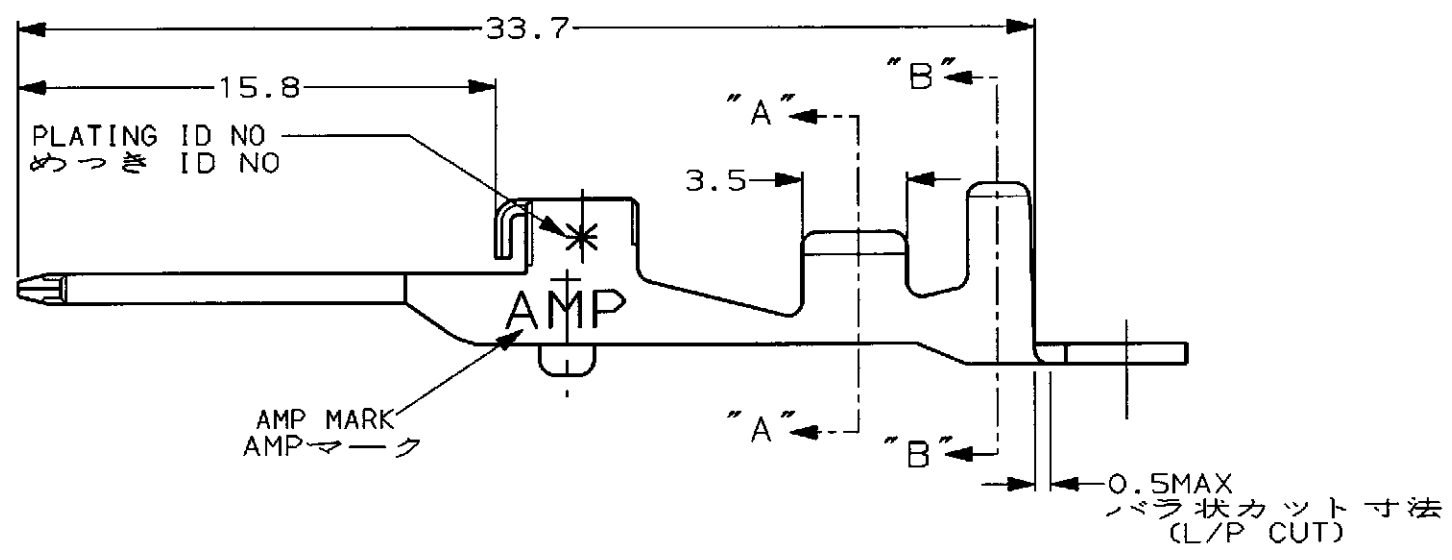 33.7
15.8
"B"
"A"
PLATING ID NO
めっき ID NO
3.5
AMP
AMP MARK
AMPマーク
"A"
"B"
0.5MAX
バラ状カット寸法
(L/P CUT)